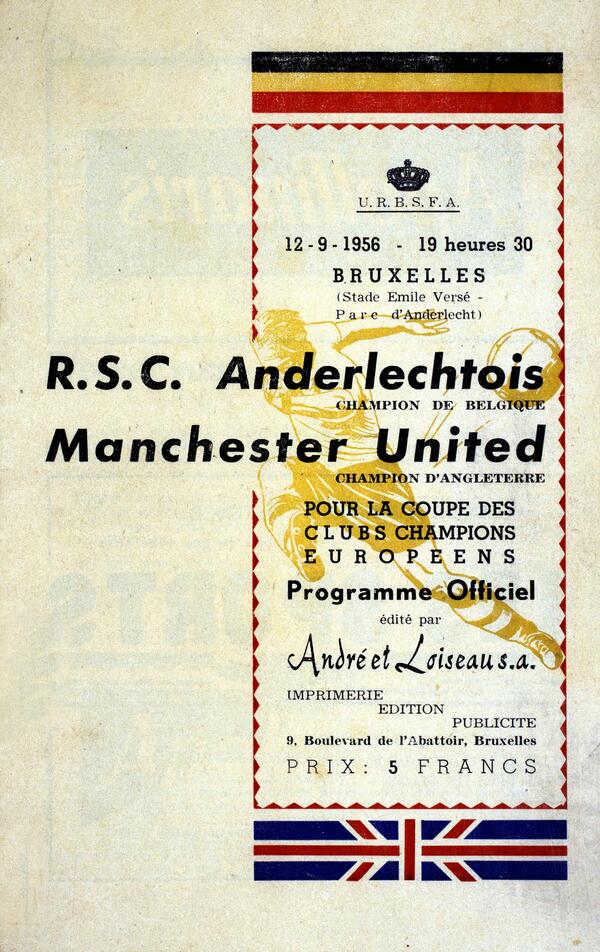 U. R. B. S. F. A.
12-9-1956 - 19 heures 30
BRUXELLES
(Stade Emile Versé -
Parc d'Anderlecht)
R.S.C. Anderlechtois
CHAMPION DE BELGIQUE
Manchester United
CHAMPION D'ANGLETERRE
POUR LA COUPE DES
CLUBS CHAMPIONS
EUROPEENS
Programme Officiel
édité par
André et Loiseau s.a.
IMPRIMERIE
EDITION
PUBLICITE
9, Boulevard de l'Abattoir, Bruxelles
PRIX: 5 FRANCS